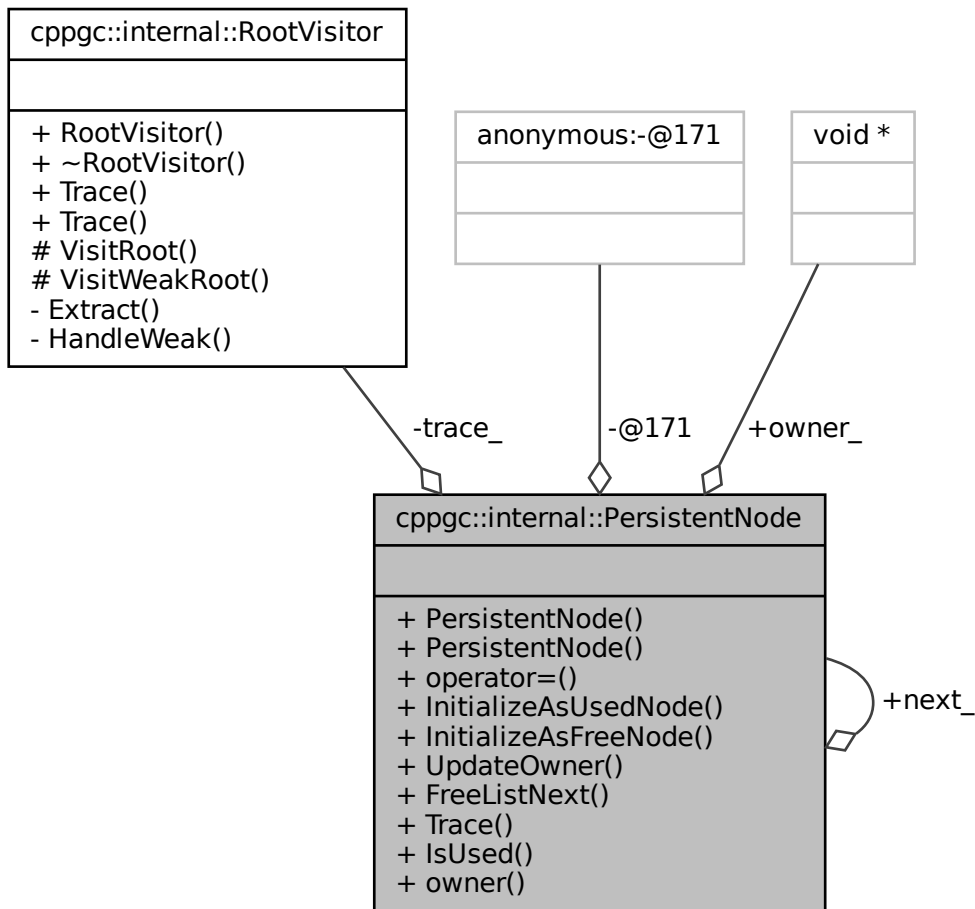 cppgc::internal::RootVisitor
+ RootVisitor()
+ ~RootVisitor()
+ Trace()
+ Trace()
# VisitRoot()
# VisitWeakRoot()
- Extract()
- HandleWeak()
anonymous:-@171
void *
-trace_
-@171
+owner_
cppgc::internal::PersistentNode
+ PersistentNode()
+ PersistentNode()
+ operator=()
+ InitializeAsUsedNode()
+ InitializeAsFreeNode()
+ UpdateOwner()
+ FreeListNext()
+ Trace()
+ IsUsed()
+ owner()
+next_